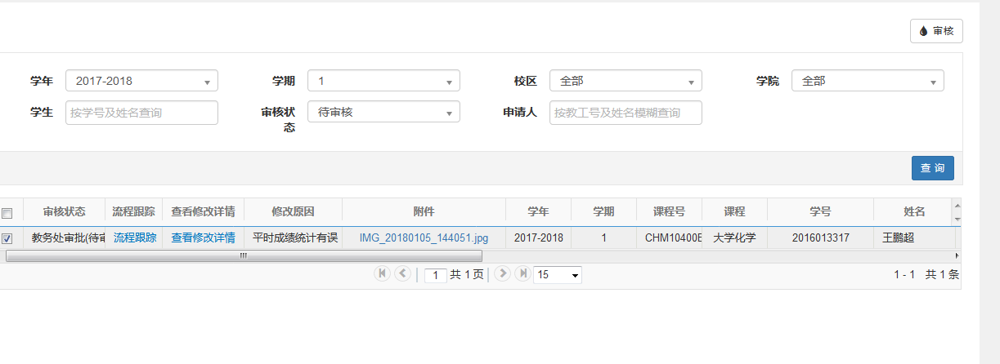 审核
学年 2017-2018 学期 1 校区 全部 学院 全部
学生 按学号及姓名查询 审核状态 待审核 申请人 按教工号及姓名模糊查询
查 询
审核状态 流程跟踪 查看修改详情 修改原因 附件 学年 学期 课程号 课程 学号 姓名
教务处审批(待审 流程跟踪 查看修改详情 平时成绩统计有误 IMG_20180105_144051.jpg 2017-2018 1 CHM10400 大学化学 2016013317 王鹏超
1 共 1 页 15 1 - 1 共 1 条